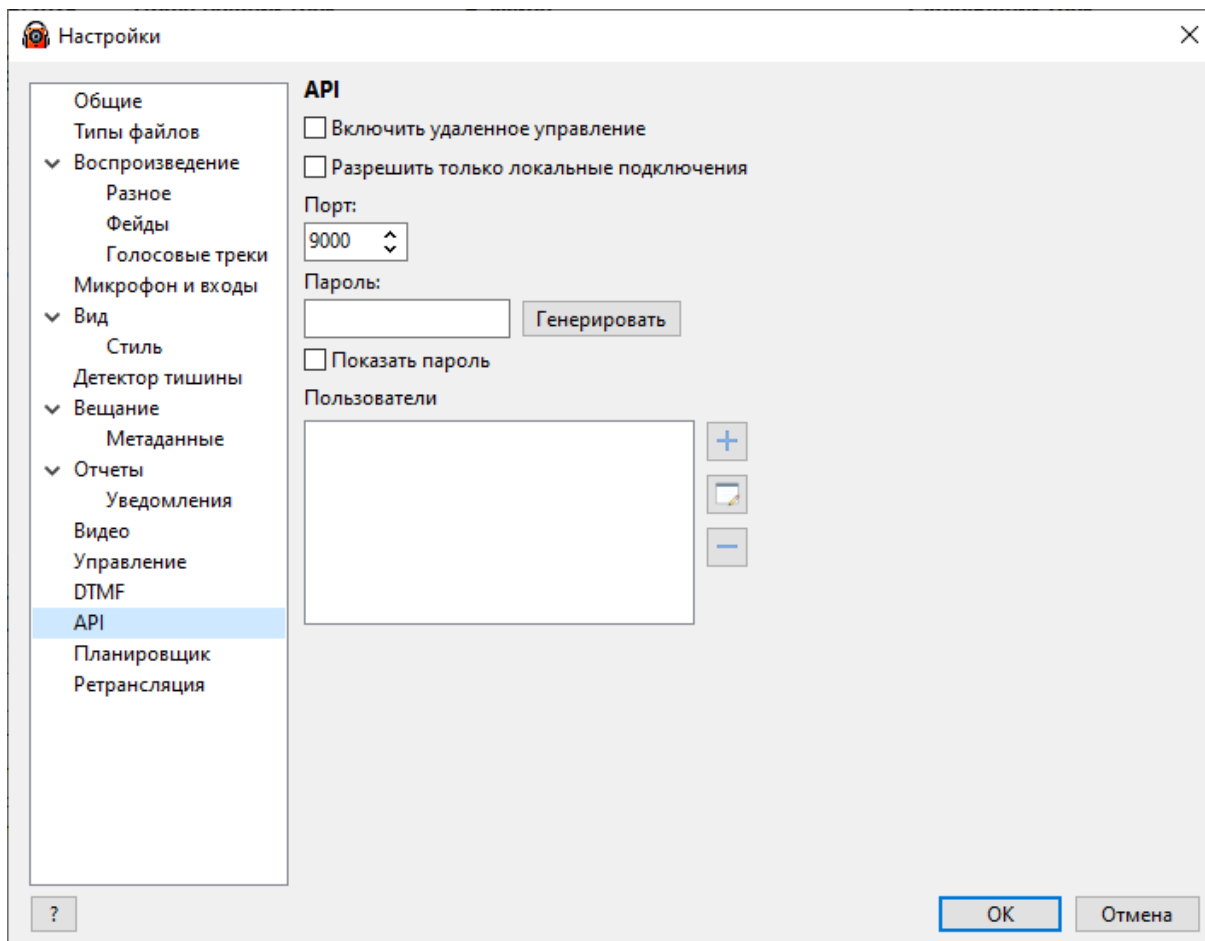 Настройки
Общие
Типы файлов
Воспроизведение
Разное
Фейды
Голосовые треки
Микрофон и входы
Вид
Стиль
Детектор тишины
Вещание
Метаданные
Отчеты
Уведомления
Видео
Управление
DTMF
API
Планировщик
Ретрансляция
API
Включить удаленное управление
Разрешить только локальные подключения
Порт:
9000
Пароль:
Генерировать
Показать пароль
Пользователи
?
OK
Отмена